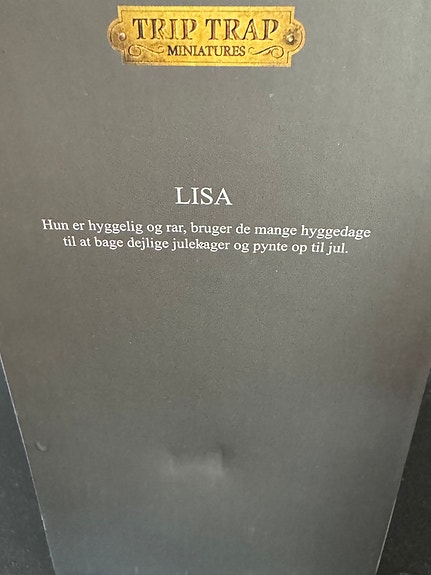 TRIP TRAP
MINIATURES
LISA
Hun er hyggelig og rar, bruger de mange hyggedage
til at bage dejlige julekager og pynte op til jul.